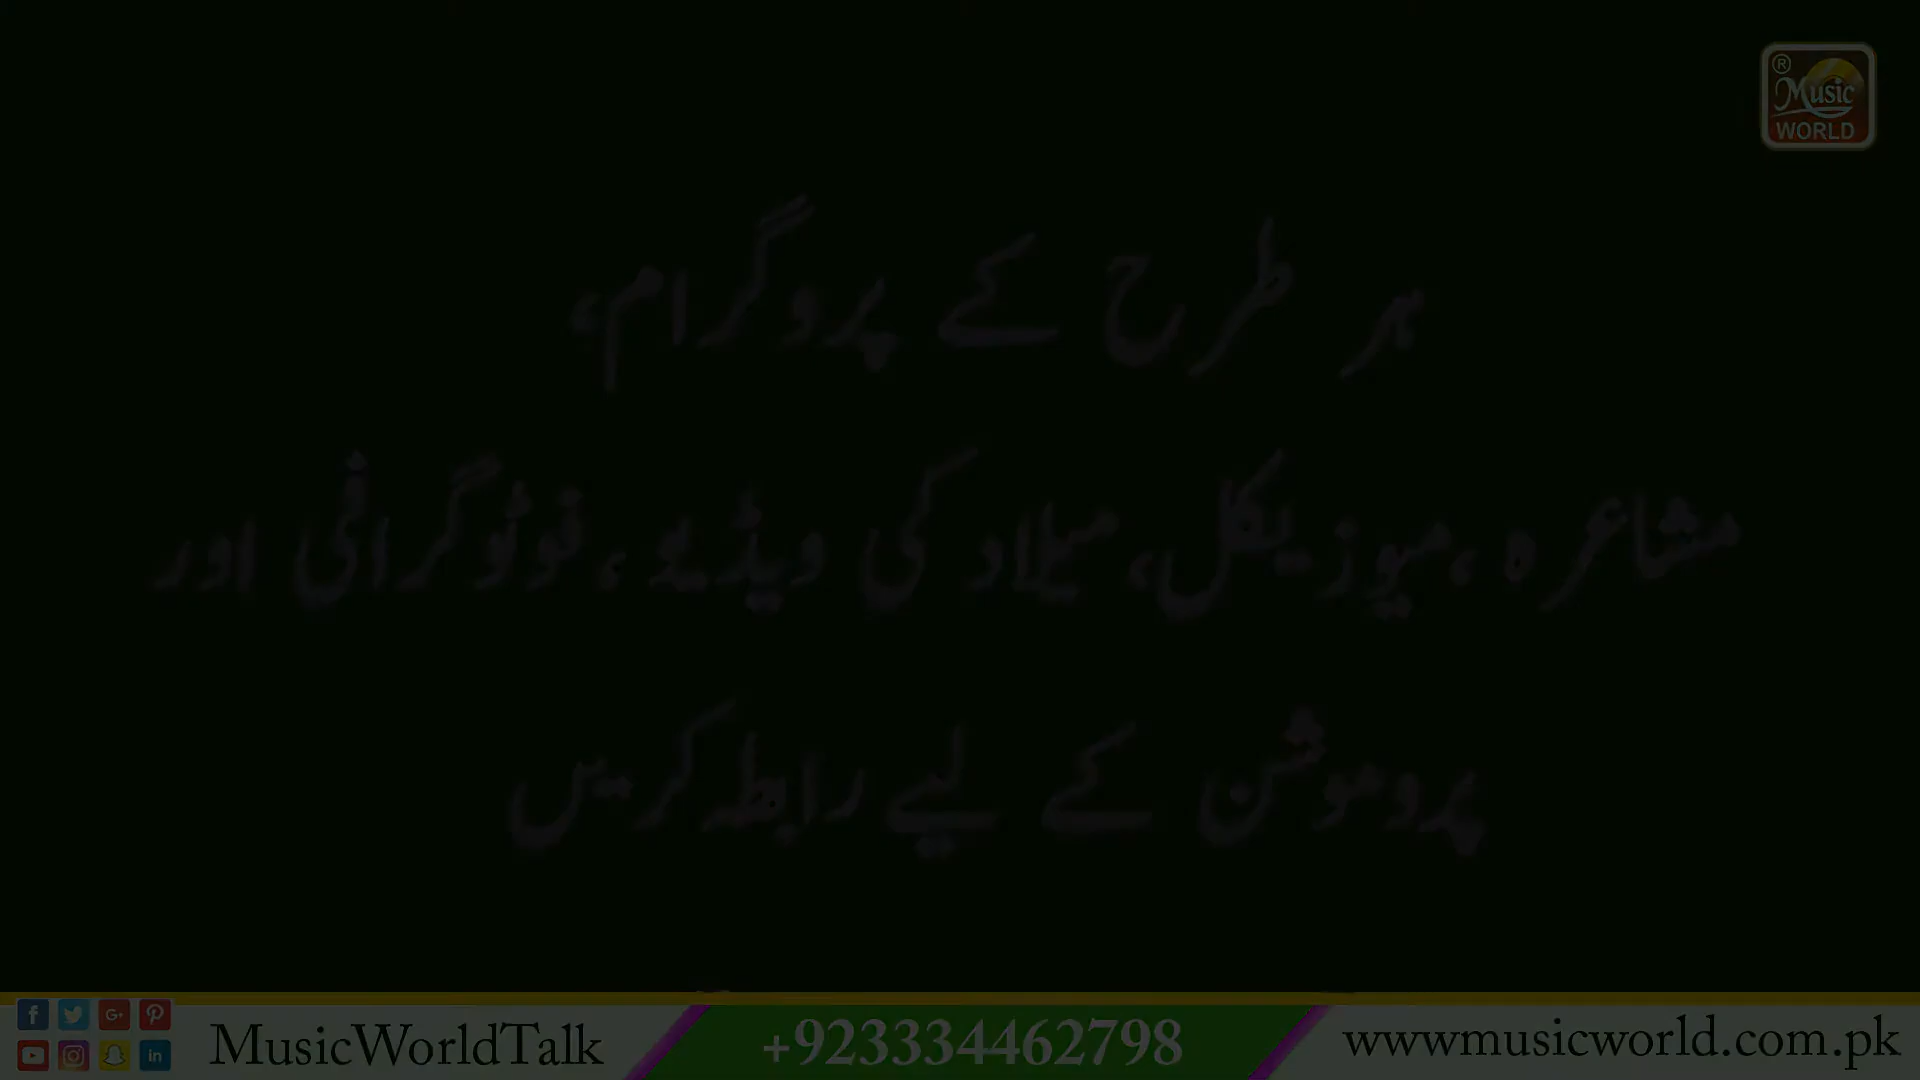 ®
Music
WORLD
ہر طرح کے پروگرام،
مشاعرہ ،میوزیکل، میلاد کی ویڈیو ، فوٹوگرافی اور
پروموشن کے لیے رابطہ کریں
MusicWorldTalk
+923334462798
www.musicworld.com.pk